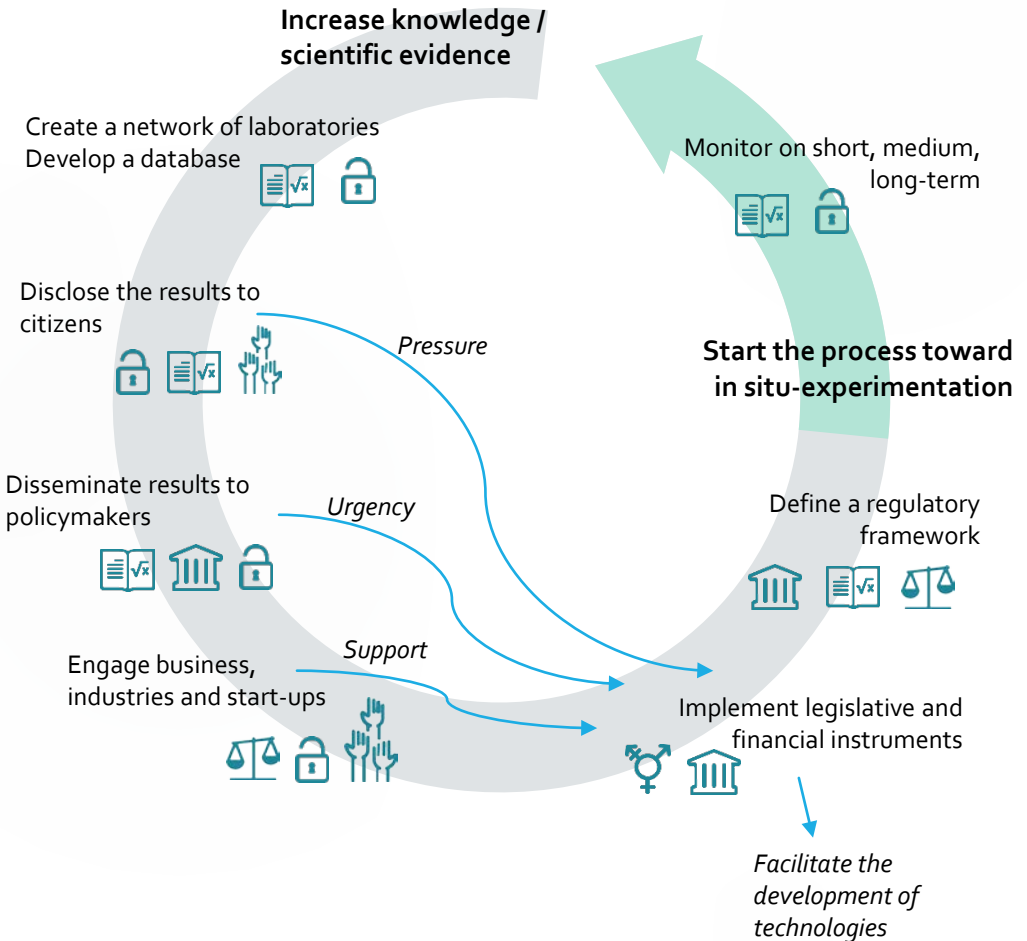 Increase knowledge /
scientific evidence
Create a network of laboratories
Develop a database
Monitor on short, medium,
long-term
Disclose the results to
citizens
Pressure
Start the process toward
in situ-experimentation
Disseminate results to
policymakers
Urgency
Define a regulatory
framework
Engage business,
industries and start-ups
Support
Implement legislative and
financial instruments
Facilitate the
development of
technologies